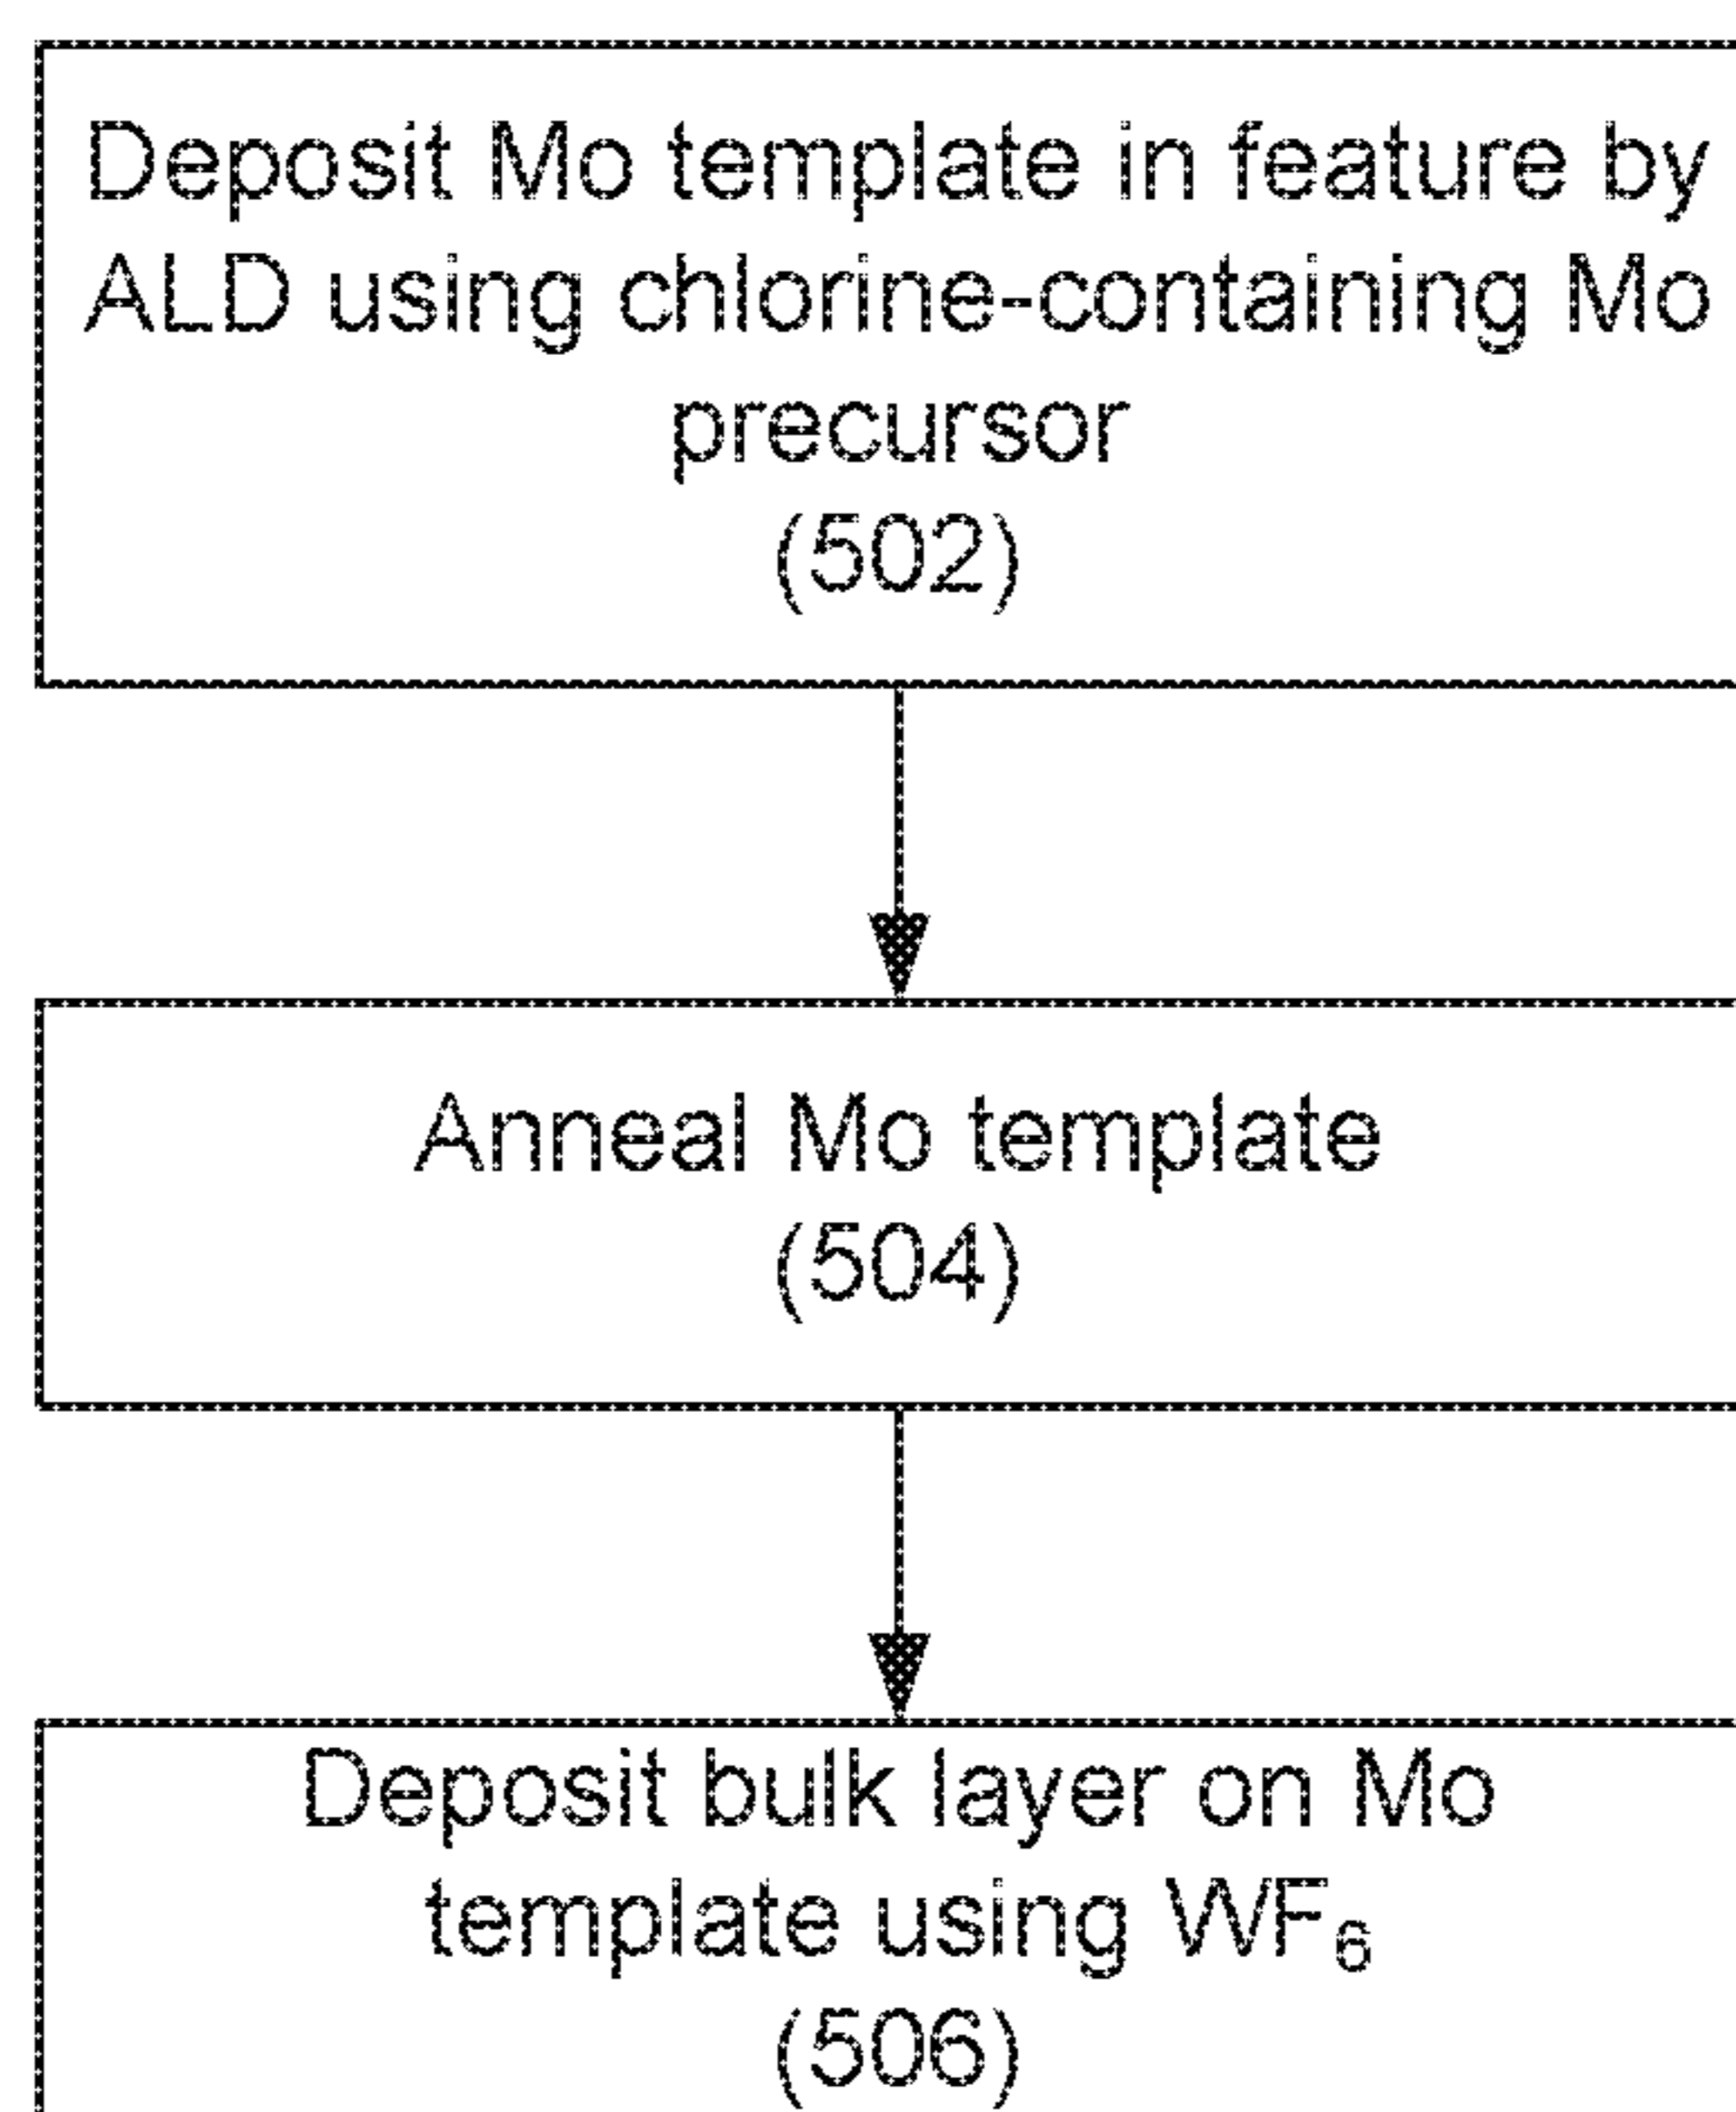 Deposit Mo template in feature by
ALD using chlorine-containing Mo
precursor
(502)
Anneal Mo template
(504)
Deposit bulk layer on Mo
template using WF₆
(506)